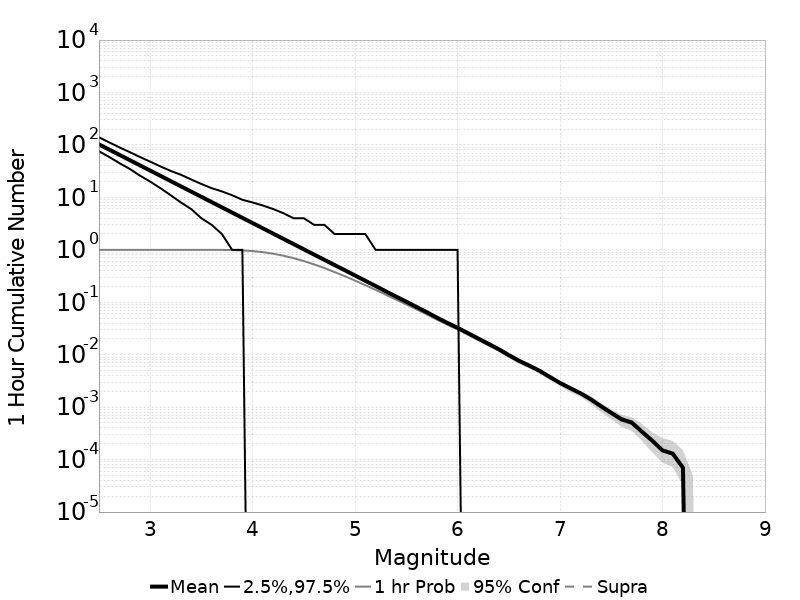 10^4
10^3
10^2
10^1
10^0
10^-1
10^-2
10^-3
10^-4
10^-5
1 Hour Cumulative Number
3 4 5 6 7 8 9
Magnitude
Mean 2.5%,97.5% 1 hr Prob 95% Conf Supra